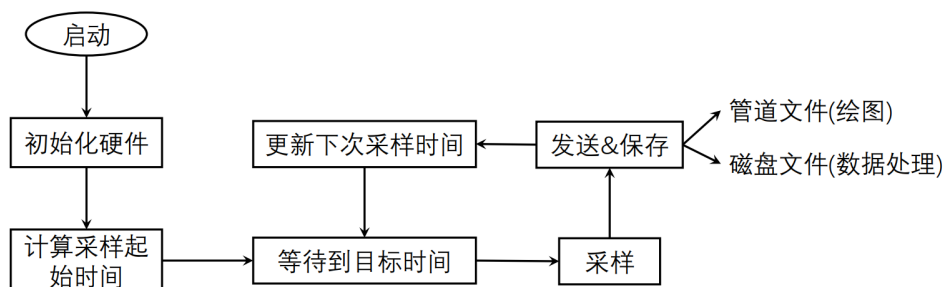 启动
初始化硬件
计算采样起
始时间
等待到目标时间
采样
发送&保存
更新下次采样时间
管道文件(绘图)
磁盘文件(数据处理)